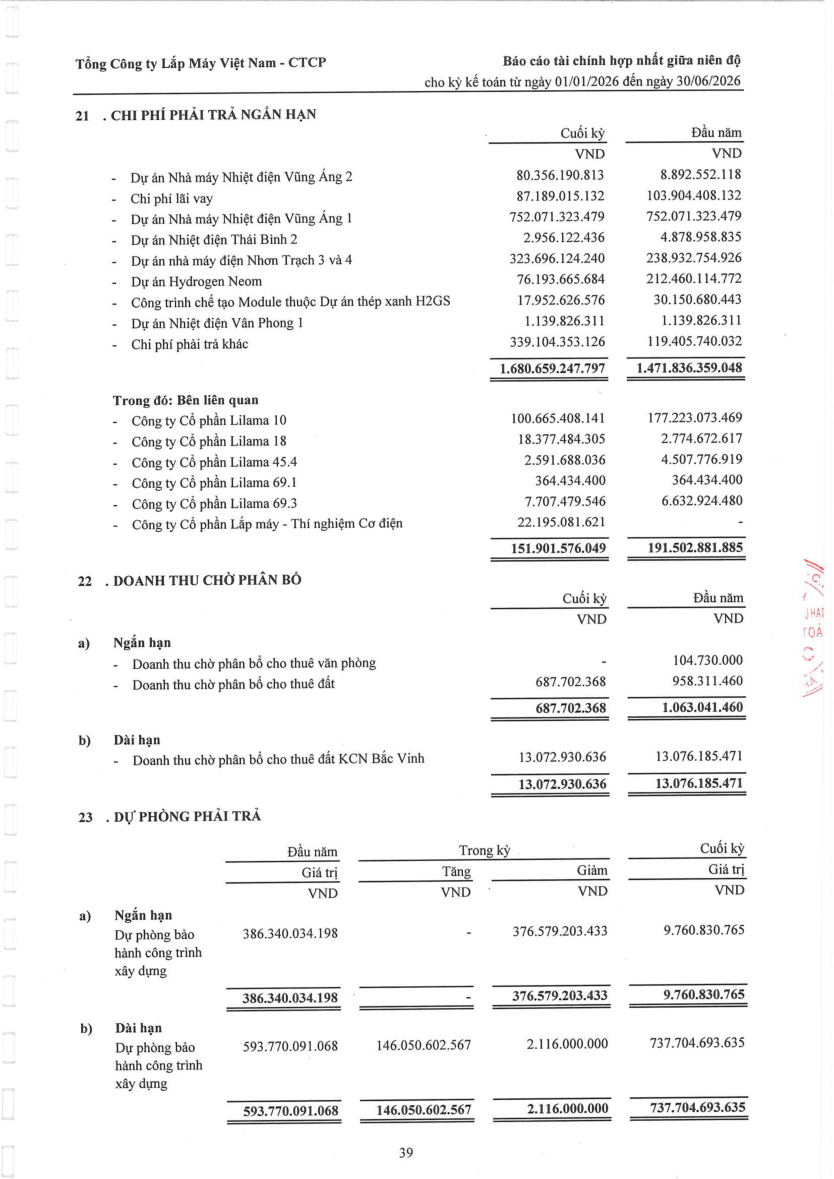 Tổng Công ty Lắp Máy Việt Nam - CTCP Báo cáo tài chính hợp nhất giữa niên độ
cho kỳ kế toán từ ngày 01/01/2026 đến ngày 30/06/2026
21 . CHI PHÍ PHẢI TRẢ NGẮN HẠN
Cuối kỳ Đầu năm
VND VND
- Dự án Nhà máy Nhiệt điện Vũng Áng 2 80.356.190.813 8.892.552.118
- Chi phí lãi vay 87.189.015.132 103.904.408.132
- Dự án Nhà máy Nhiệt điện Vũng Áng 1 752.071.323.479 752.071.323.479
- Dự án Nhiệt điện Thái Bình 2 2.956.122.436 4.878.958.835
- Dự án nhà máy điện Nhơn Trạch 3 và 4 323.696.124.240 238.932.754.926
- Dự án Hydrogen Neom 76.193.665.684 212.460.114.772
- Công trình chế tạo Module thuộc Dự án thép xanh H2GS 17.952.626.576 30.150.680.443
- Dự án Nhiệt điện Vân Phong 1 1.139.826.311 1.139.826.311
- Chi phí phải trả khác 339.104.353.126 119.405.740.032
1.680.659.247.797 1.471.836.359.048
Trong đó: Bên liên quan
- Công ty Cổ phần Lilama 10 100.665.408.141 177.223.073.469
- Công ty Cổ phần Lilama 18 18.377.484.305 2.774.672.617
- Công ty Cổ phần Lilama 45.4 2.591.688.036 4.507.776.919
- Công ty Cổ phần Lilama 69.1 364.434.400 364.434.400
- Công ty Cổ phần Lilama 69.3 7.707.479.546 6.632.924.480
- Công ty Cổ phần Lắp máy - Thí nghiệm Cơ điện 22.195.081.621 -
151.901.576.049 191.502.881.885
22 . DOANH THU CHỜ PHÂN BỔ
Cuối kỳ Đầu năm
VND VND
a) Ngắn hạn
- Doanh thu chờ phân bổ cho thuê văn phòng - 104.730.000
- Doanh thu chờ phân bổ cho thuê đất 687.702.368 958.311.460
687.702.368 1.063.041.460
b) Dài hạn
- Doanh thu chờ phân bổ cho thuê đất KCN Bắc Vinh 13.072.930.636 13.076.185.471
13.072.930.636 13.076.185.471
23 . DỰ PHÒNG PHẢI TRẢ
Đầu năm Trong kỳ Cuối kỳ
Giá trị Tăng Giảm Giá trị
VND VND VND VND
a) Ngắn hạn
Dự phòng bảo 386.340.034.198 - 376.579.203.433 9.760.830.765
hành công trình
xây dựng
386.340.034.198 - 376.579.203.433 9.760.830.765
b) Dài hạn
Dự phòng bảo 593.770.091.068 146.050.602.567 2.116.000.000 737.704.693.635
hành công trình
xây dựng
593.770.091.068 146.050.602.567 2.116.000.000 737.704.693.635
39